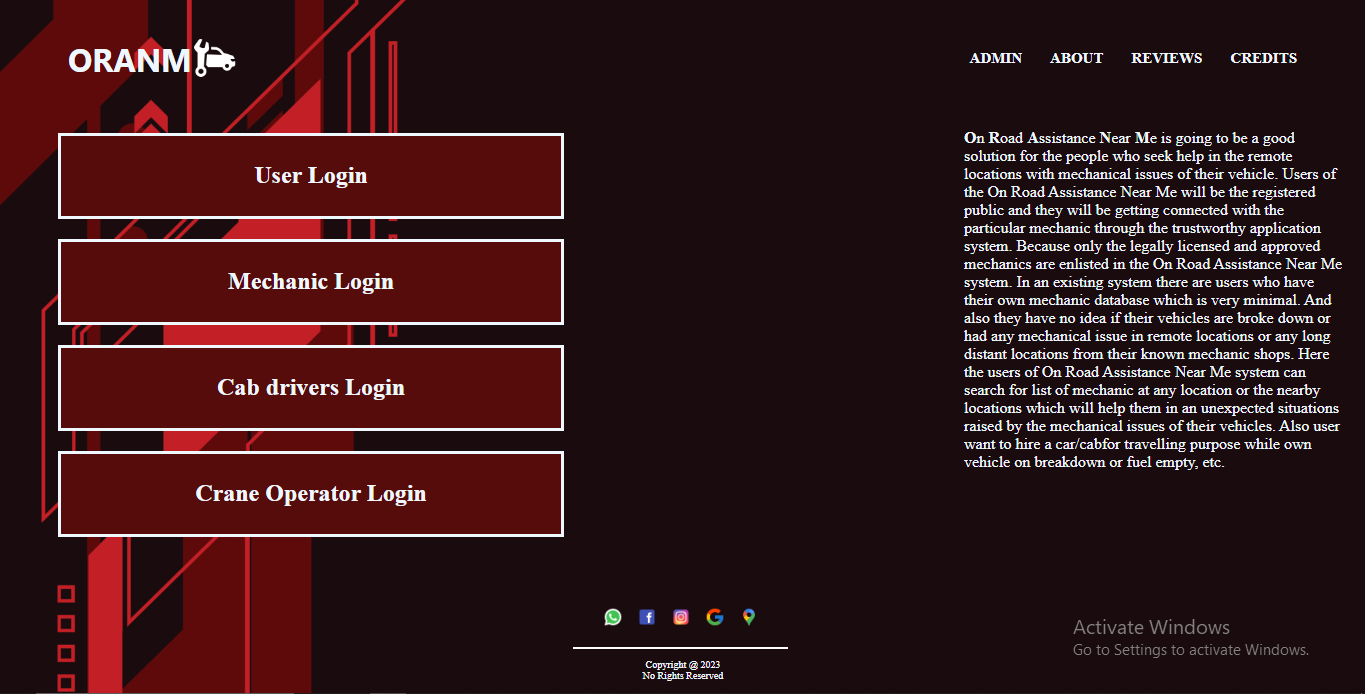 ORANM
ADMIN ABOUT REVIEWS CREDITS
User Login
Mechanic Login
Cab drivers Login
Crane Operator Login
On Road Assistance Near Me is going to be a good
solution for the people who seek help in the remote
locations with mechanical issues of their vehicle. Users of
the On Road Assistance Near Me will be the registered
public and they will be getting connected with the
particular mechanic through the trustworthy application
system. Because only the legally licensed and approved
mechanics are enlisted in the On Road Assistance Near Me
system. In an existing system there are users who have
their own mechanic database which is very minimal. And
also they have no idea if their vehicles are broke down or
had any mechanical issue in remote locations or any long
distant locations from their known mechanic shops. Here
the users of On Road Assistance Near Me system can
search for list of mechanic at any location or the nearby
locations which will help them in an unexpected situations
raised by the mechanical issues of their vehicles. Also user
want to hire a car/cabfor travelling purpose while own
vehicle on breakdown or fuel empty, etc.
Copyright @ 2023
No Rights Reserved
Activate Windows
Go to Settings to activate Windows.